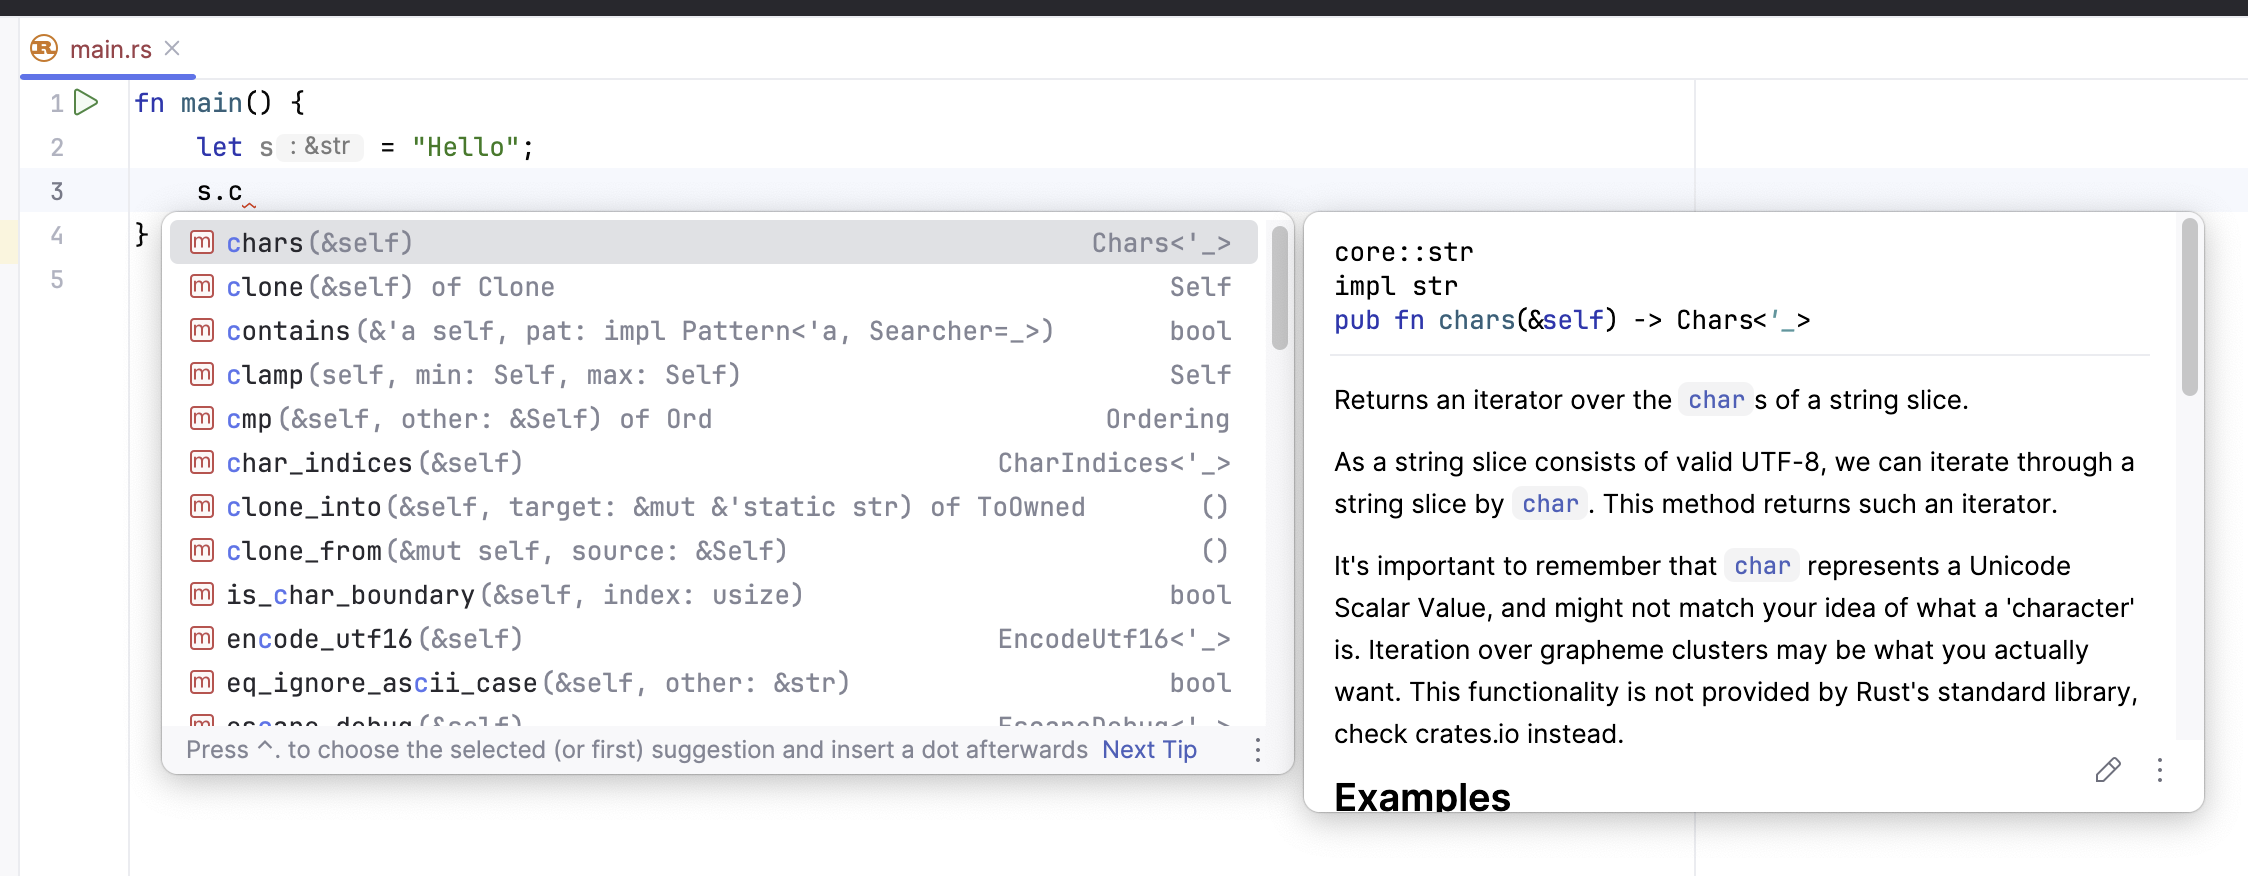 main.rs
1 fn main() {
2 let s : &str = "Hello";
3 s.c
4 }
5
chars(&self) Chars<'_>
clone(&self) of Clone Self
contains(&'a self, pat: impl Pattern<'a, Searcher=_>) bool
clamp(self, min: Self, max: Self) Self
cmp(&self, other: &Self) of Ord Ordering
char_indices(&self) CharIndices<'_>
clone_into(&self, target: &mut &'static str) of ToOwned ()
clone_from(&mut self, source: &Self) ()
is_char_boundary(&self, index: usize) bool
encode_utf16(&self) EncodeUtf16<'_>
eq_ignore_ascii_case(&self, other: &str) bool
escape_debug(&self) EscapeDebug<'_>
Press ^. to choose the selected (or first) suggestion and insert a dot afterwards Next Tip
core::str
impl str
pub fn chars(&self) -> Chars<'_>
Returns an iterator over the char s of a string slice.
As a string slice consists of valid UTF-8, we can iterate through a
string slice by char . This method returns such an iterator.
It's important to remember that char represents a Unicode
Scalar Value, and might not match your idea of what a 'character'
is. Iteration over grapheme clusters may be what you actually
want. This functionality is not provided by Rust's standard library,
check crates.io instead.
Examples